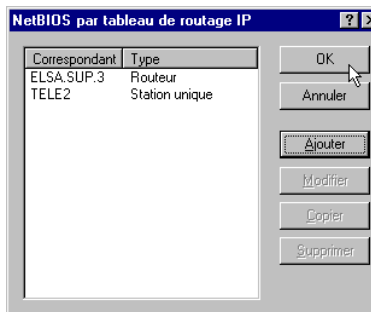 NetBIOS par tableau de routage IP
Correspondant Type
ELSA.SUP.3 Routeur
TELE2 Station unique
OK
Annuler
Ajouter
Modifier
Copier
Supprimer